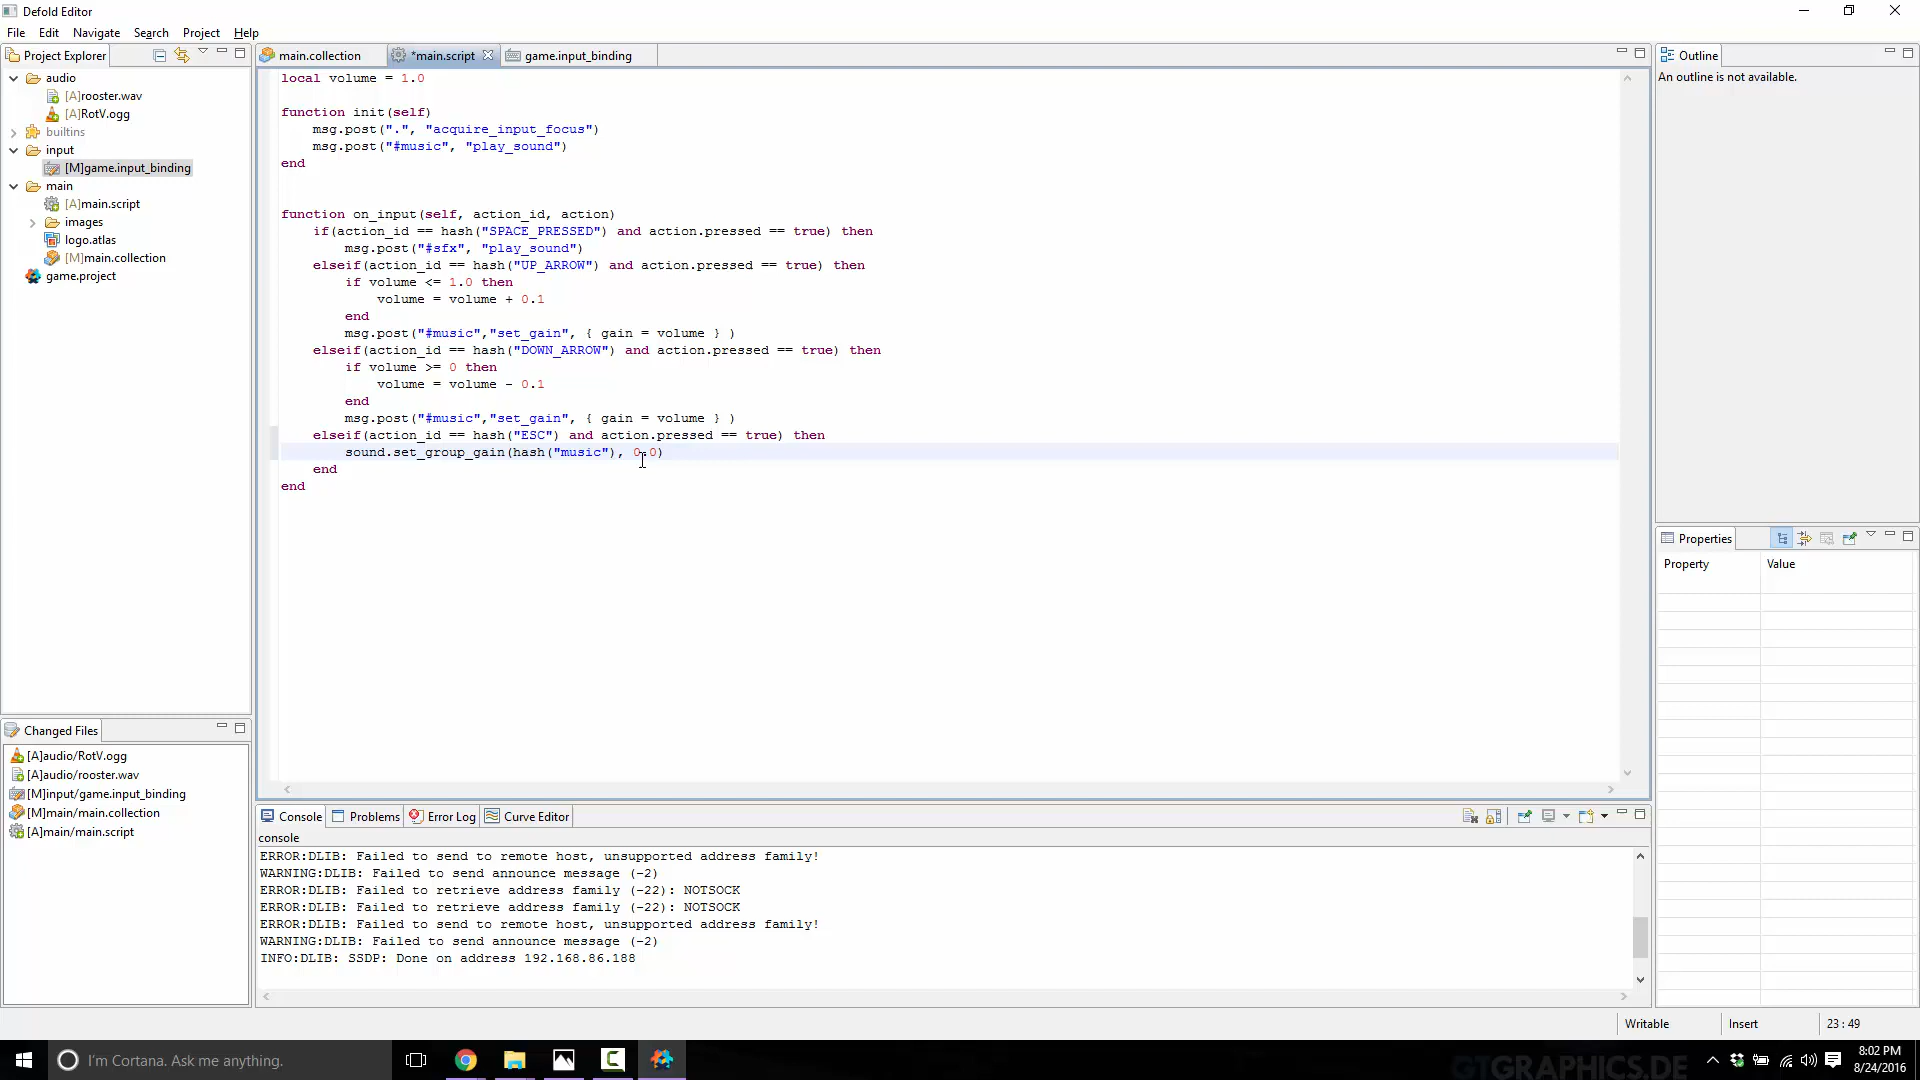 Defold Editor
File Edit Navigate Search Project Help
Project Explorer
audio
[A]rooster.wav
[A]RotV.ogg
builtins
input
[M]game.input_binding
main
[A]main.script
images
logo.atlas
[M]main.collection
game.project
Changed Files
[A]audio/RotV.ogg
[A]audio/rooster.wav
[M]input/game.input_binding
[M]main/main.collection
[A]main/main.script
main.collection *main.script game.input_binding
local volume = 1.0
function init(self)
msg.post(".", "acquire_input_focus")
msg.post("#music", "play_sound")
end
function on_input(self, action_id, action)
if(action_id == hash("SPACE_PRESSED") and action.pressed == true) then
msg.post("#sfx", "play_sound")
elseif(action_id == hash("UP_ARROW") and action.pressed == true) then
if volume <= 1.0 then
volume = volume + 0.1
end
msg.post("#music","set_gain", { gain = volume } )
elseif(action_id == hash("DOWN_ARROW") and action.pressed == true) then
if volume >= 0 then
volume = volume - 0.1
end
msg.post("#music","set_gain", { gain = volume } )
elseif(action_id == hash("ESC") and action.pressed == true) then
sound.set_group_gain(hash("music"), 0.0)
end
end
Console Problems Error Log Curve Editor
console
ERROR:DLIB: Failed to send to remote host, unsupported address family!
WARNING:DLIB: Failed to send announce message (-2)
ERROR:DLIB: Failed to retrieve address family (-22): NOTSOCK
ERROR:DLIB: Failed to retrieve address family (-22): NOTSOCK
ERROR:DLIB: Failed to send to remote host, unsupported address family!
WARNING:DLIB: Failed to send announce message (-2)
INFO:DLIB: SSDP: Done on address 192.168.86.188
Outline
An outline is not available.
Properties
Property Value
Writable Insert 23 : 49
I'm Cortana. Ask me anything.
GTGRAPHICS.DE
8:02 PM
8/24/2016